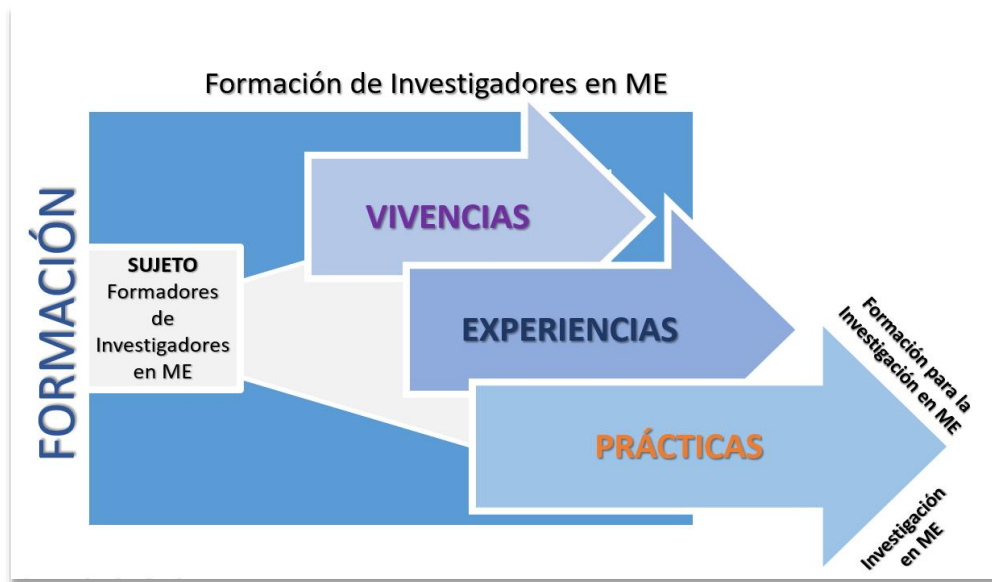 Formación de Investigadores en ME
FORMACIÓN
SUJETO
Formadores
de
Investigadores
en ME
VIVENCIAS
EXPERIENCIAS
PRÁCTICAS
Formación para la
Investigación en ME
Investigación
en ME